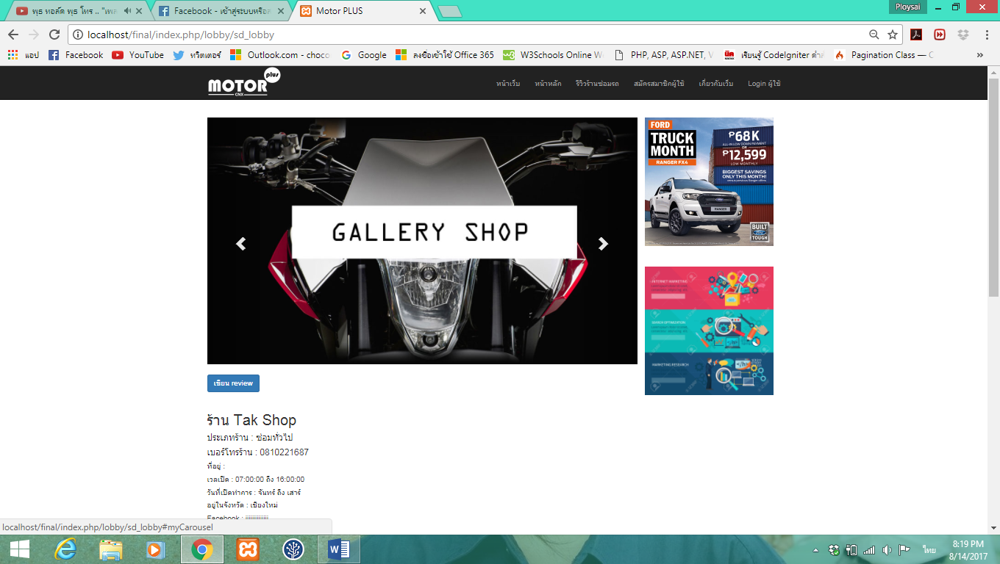 พุธ ทอล์ค พุธ โทร .. "เพล
Facebook - เข้าสู่ระบบหรือส
Motor PLUS
Ploysai
localhost/final/index.php/lobby/sd_lobby
แอป
Facebook
YouTube
ทวิตเตอร์
Outlook.com - choco
Google
ลงชื่อเข้าใช้ Office 365
W3Schools Online W
PHP, ASP, ASP.NET, V
เรียนรู้ CodeIgniter ตำส
Pagination Class — C
MOTOR plus
CNX
หน้าเว็บ
หน้าหลัก
รีวิวร้านซ่อมรถ
สมัครสมาชิกผู้ใช้
เกี่ยวกับเว็บ
Login ผู้ใช้
GALLERY SHOP
FORD
TRUCK
MONTH
RANGER FX4
₱68K
ALL-IN LOW DOWN PAYMENT
OR
₱12,599
LOW MONTHLY
BIGGEST SAVINGS
ONLY THIS MONTH!
RANGER
BUILT
Ford
TOUGH
INTERNET MARKETING
SEARCH OPTIMIZATION
MARKETING RESEARCH
เขียน review
ร้าน Tak Shop
ประเภทร้าน : ซ่อมทั่วไป
เบอร์โทรร้าน : 0810221687
ที่อยู่ :
เวลเปิด : 07:00:00 ถึง 16:00:00
วันที่เปิดทำการ : จันทร์ ถึง เสาร์
อยู่ในจังหวัด : เชียงใหม่
Facebook :
localhost/final/index.php/lobby/sd_lobby#myCarousel
ไทย
8:19 PM
8/14/2017